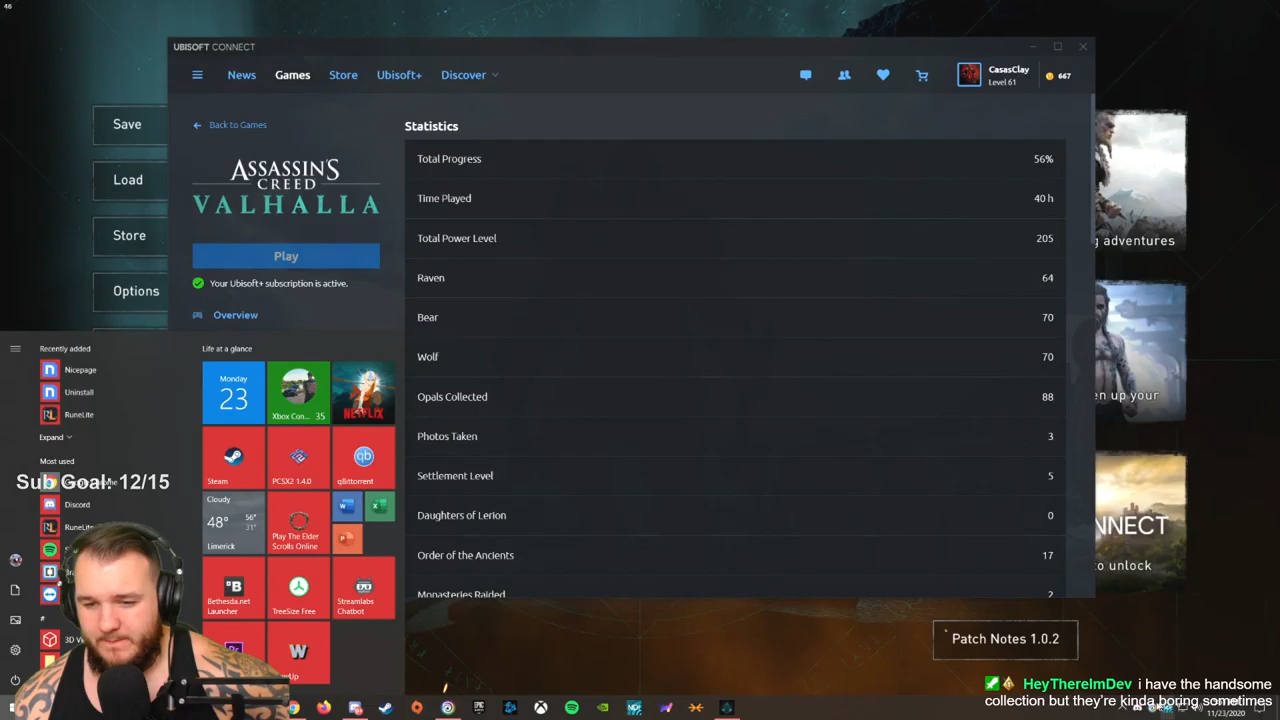 46
UBISOFT CONNECT
News
Games
Store
Ubisoft+
Discover
CasasClay
Level 61
667
Save
Load
Store
Options
Back to Games
ASSASSIN'S
CREED
VALHALLA
Play
Your Ubisoft+ subscription is active.
Overview
Statistics
Total Progress 56%
Time Played 40 h
Total Power Level 205
Raven 64
Bear 70
Wolf 70
Opals Collected 88
Photos Taken 3
Settlement Level 5
Daughters of Lerion 0
Order of the Ancients 17
Monasteries Raided 2
g adventures
en up your
NNECT
to unlock
Patch Notes 1.0.2
Recently added
Nicepage
Uninstall
RuneLite
Expand
Most used
Sub Goal: 12/15
Discord
RuneLite
#
3D Vi
Life at a glance
Monday
23
Xbox Con... 35
NETFLIX
Steam
PCSX2 1.4.0
qb
qBittorrent
Cloudy
48° 56°
31°
Limerick
Play The Elder
Scrolls Online
Bethesda.net
Launcher
TreeSize Free
Streamlabs
Chatbot
HeyThereImDev i have the handsome
collection but they're kinda boring sometimes
11/23/2020